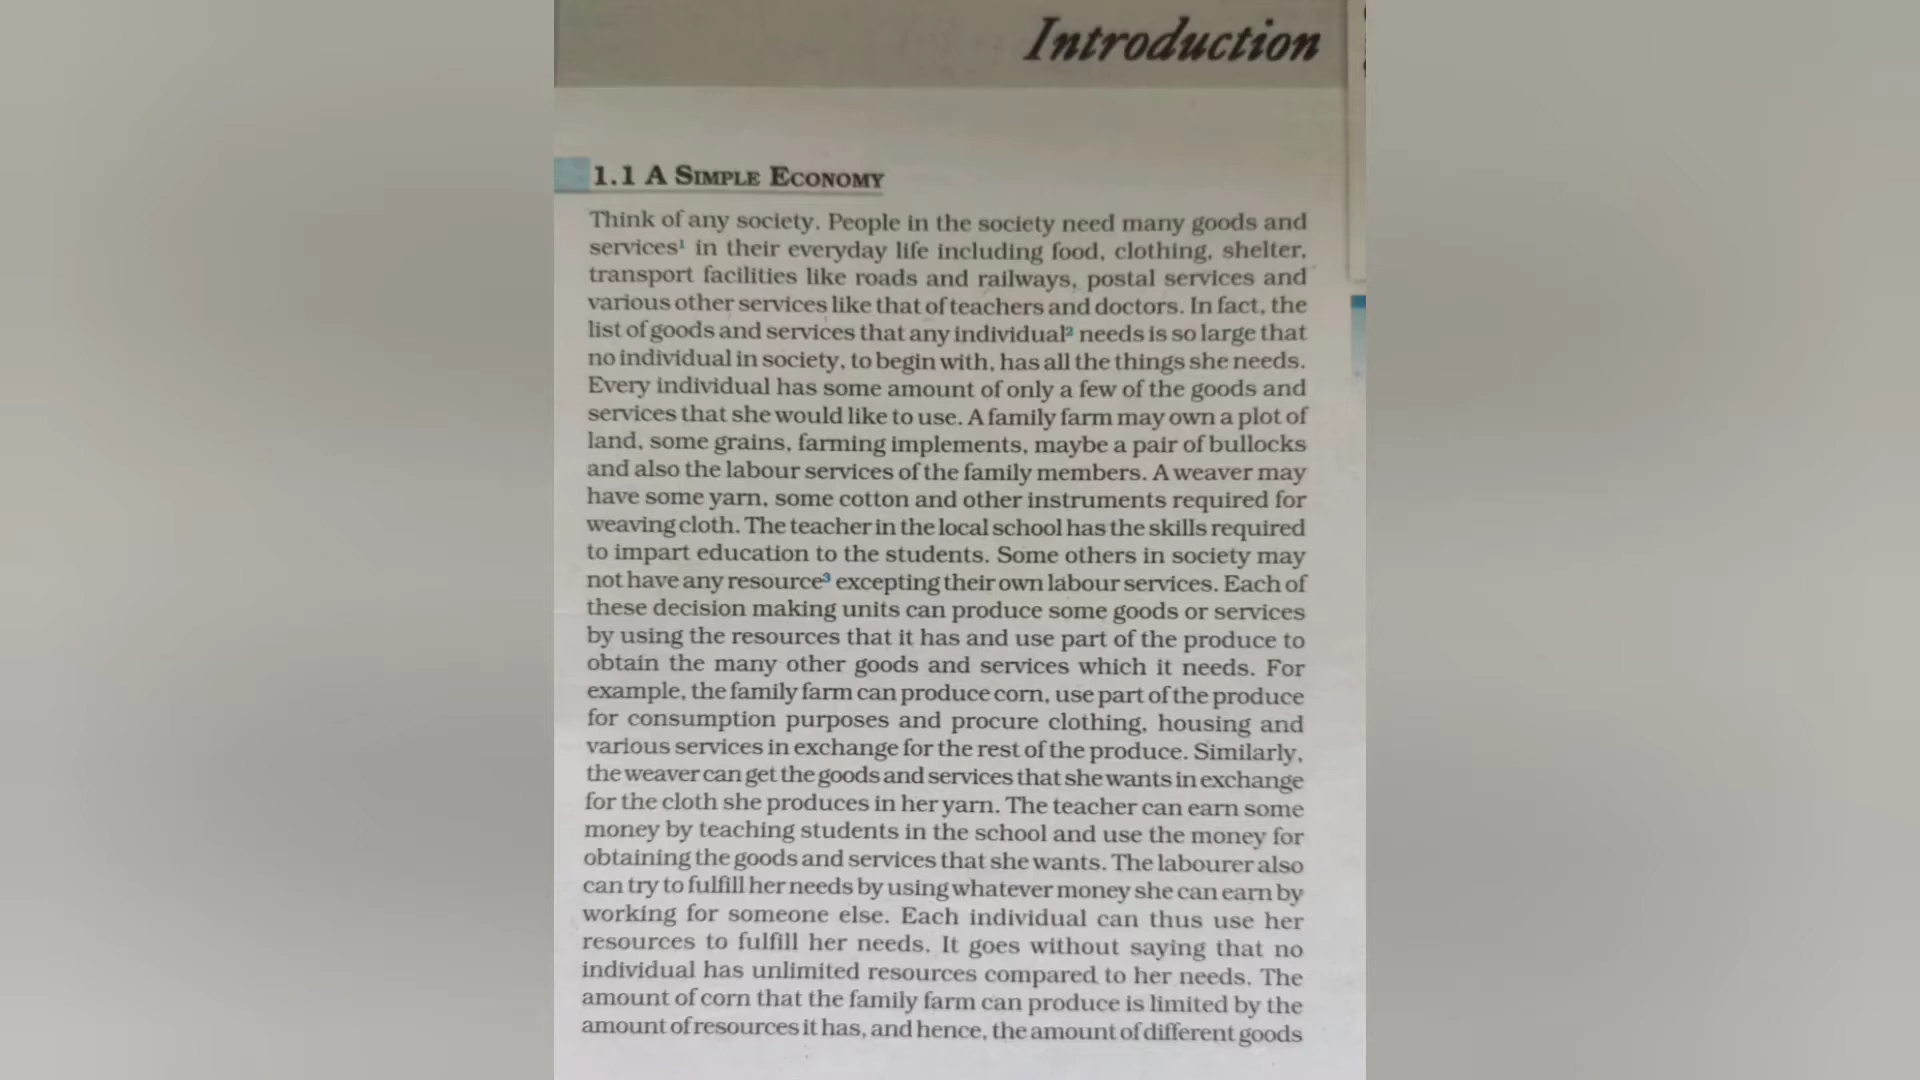 Introduction
1.1 A SIMPLE ECONOMY
Think of any society. People in the society need many goods and
services¹ in their everyday life including food, clothing, shelter,
transport facilities like roads and railways, postal services and
various other services like that of teachers and doctors. In fact, the
list of goods and services that any individual² needs is so large that
no individual in society, to begin with, has all the things she needs.
Every individual has some amount of only a few of the goods and
services that she would like to use. A family farm may own a plot of
land, some grains, farming implements, maybe a pair of bullocks
and also the labour services of the family members. A weaver may
have some yarn, some cotton and other instruments required for
weaving cloth. The teacher in the local school has the skills required
to impart education to the students. Some others in society may
not have any resource³ excepting their own labour services. Each of
these decision making units can produce some goods or services
by using the resources that it has and use part of the produce to
obtain the many other goods and services which it needs. For
example, the family farm can produce corn, use part of the produce
for consumption purposes and procure clothing, housing and
various services in exchange for the rest of the produce. Similarly,
the weaver can get the goods and services that she wants in exchange
for the cloth she produces in her yarn. The teacher can earn some
money by teaching students in the school and use the money for
obtaining the goods and services that she wants. The labourer also
can try to fulfill her needs by using whatever money she can earn by
working for someone else. Each individual can thus use her
resources to fulfill her needs. It goes without saying that no
individual has unlimited resources compared to her needs. The
amount of corn that the family farm can produce is limited by the
amount of resources it has, and hence, the amount of different goods